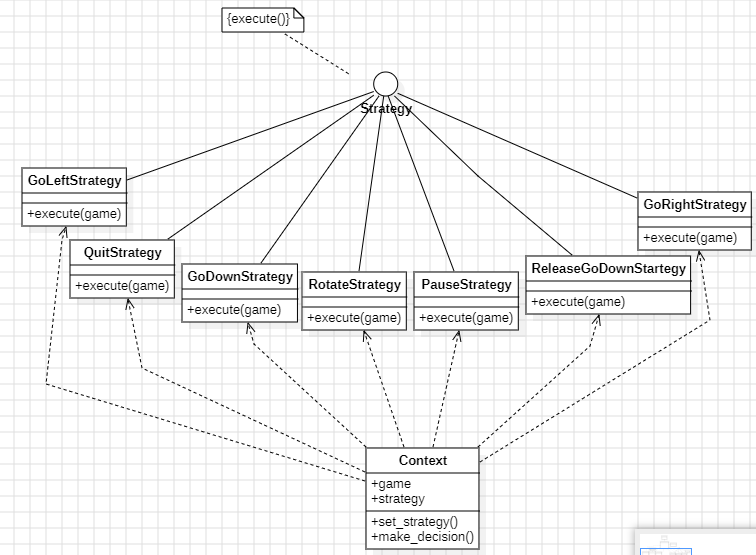 {execute()}
Strategy
GoLeftStrategy
+execute(game)
QuitStrategy
+execute(game)
GoDownStrategy
+execute(game)
RotateStrategy
+execute(game)
PauseStrategy
+execute(game)
ReleaseGoDownStartegy
+execute(game)
GoRightStrategy
+execute(game)
Context
+game
+strategy
+set_strategy()
+make_decision()